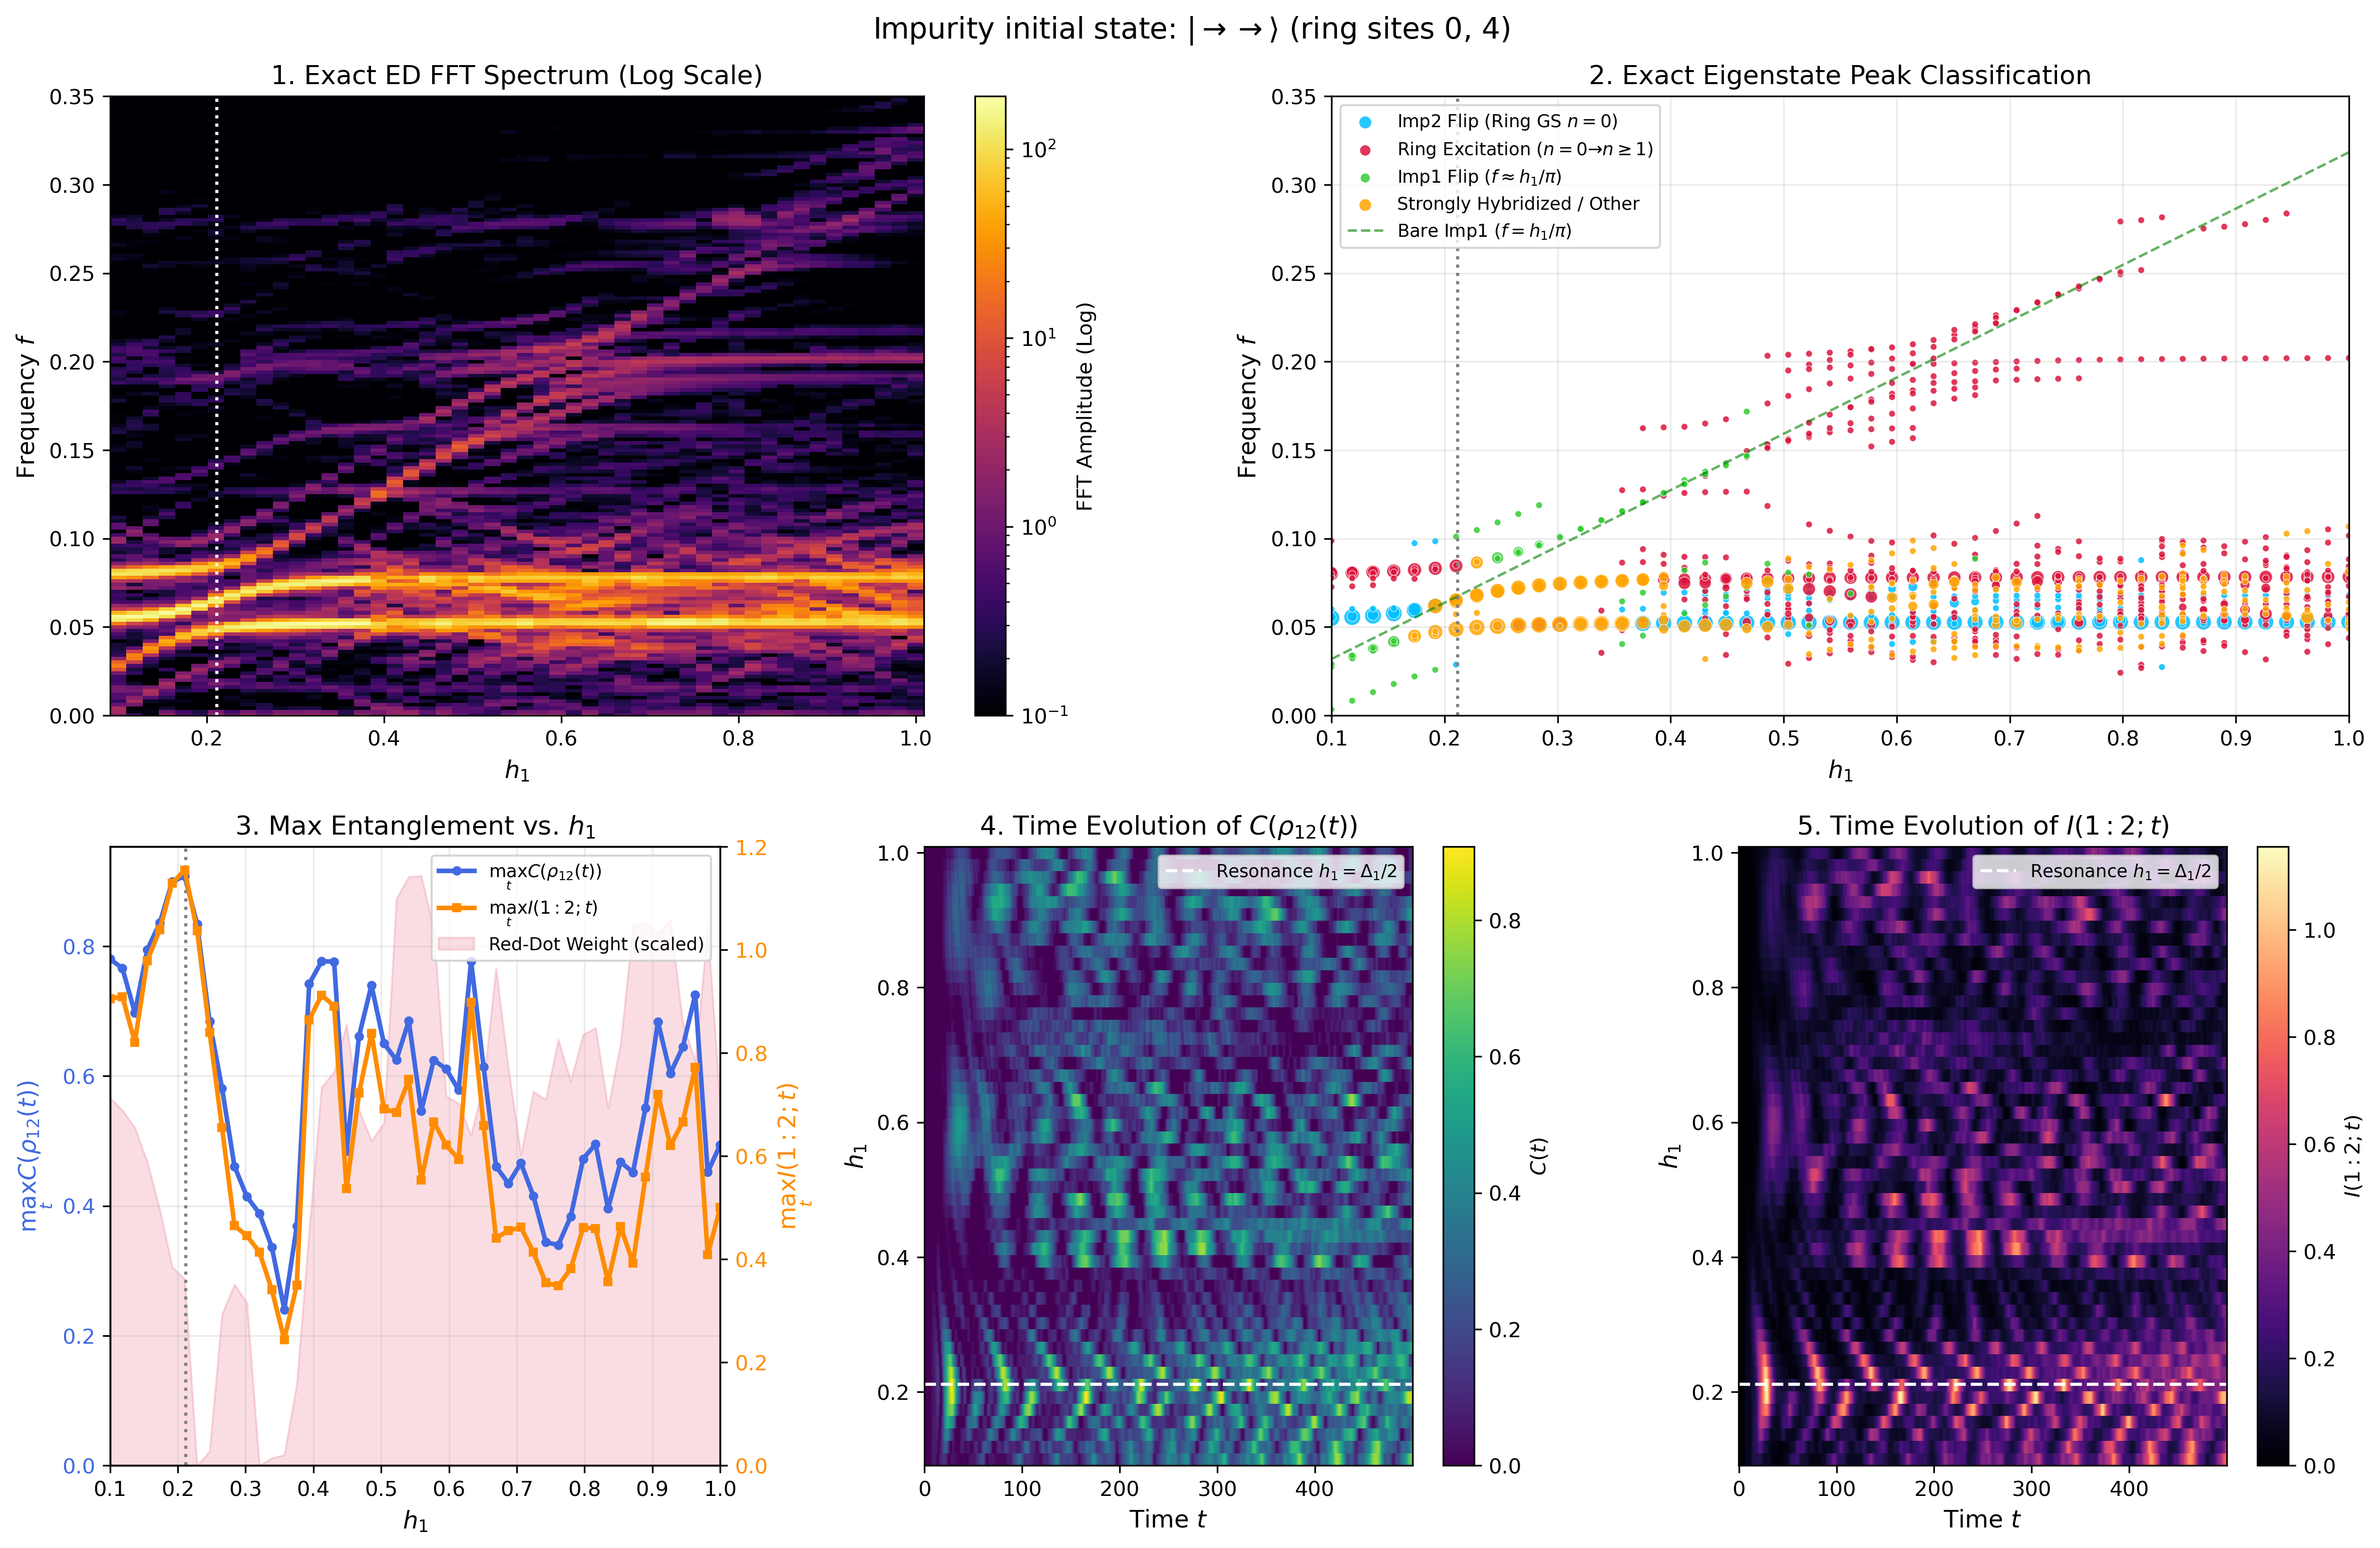 Impurity initial state: |→→⟩ (ring sites 0, 4)
1. Exact ED FFT Spectrum (Log Scale)
Frequency f
0.35
0.30
0.25
0.20
0.15
0.10
0.05
0.00
0.2 0.4 0.6 0.8 1.0
h₁
10²
10¹
10⁰
10⁻¹
FFT Amplitude (Log)
2. Exact Eigenstate Peak Classification
Frequency f
0.35
0.30
0.25
0.20
0.15
0.10
0.05
0.00
Imp2 Flip (Ring GS n = 0)
Ring Excitation (n = 0→n ≥ 1)
Imp1 Flip (f ≈ h₁/π)
Strongly Hybridized / Other
Bare Imp1 (f = h₁/π)
0.1 0.2 0.3 0.4 0.5 0.6 0.7 0.8 0.9 1.0
h₁
3. Max Entanglement vs. h₁
max C(ρ₁₂(t))
t
0.8
0.6
0.4
0.2
0.0
max C(ρ₁₂(t))
t
max I(1 : 2; t)
t
Red-Dot Weight (scaled)
1.2
1.0
0.8
0.6
0.4
0.2
0.0
max I(1 : 2; t)
t
0.1 0.2 0.3 0.4 0.5 0.6 0.7 0.8 0.9 1.0
h₁
4. Time Evolution of C(ρ₁₂(t))
h₁
1.0
0.8
0.6
0.4
0.2
Resonance h₁ = Δ₁/2
0 100 200 300 400
Time t
0.8
0.6
0.4
0.2
0.0
C(t)
5. Time Evolution of I(1 : 2; t)
h₁
1.0
0.8
0.6
0.4
0.2
Resonance h₁ = Δ₁/2
0 100 200 300 400
Time t
1.0
0.8
0.6
0.4
0.2
0.0
I(1 : 2; t)